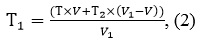 T₁ = (T×V+T₂×(V₁−V)) / V₁, (2)